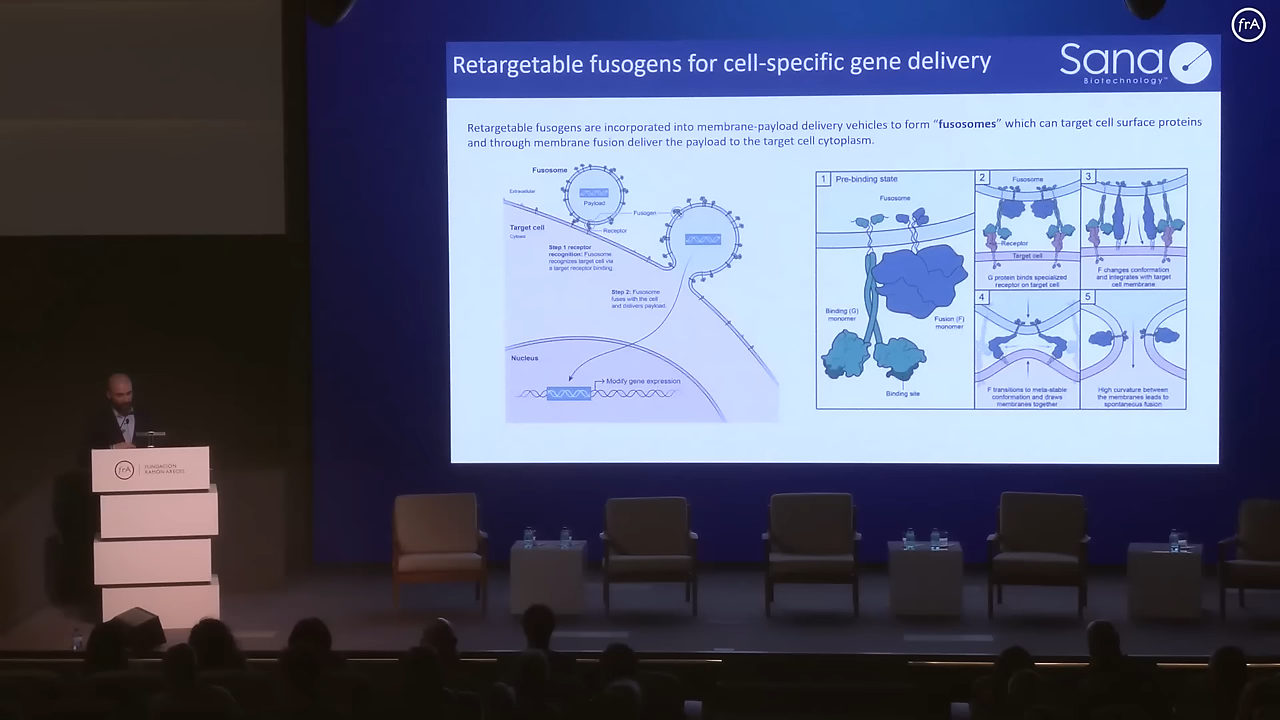 frA
Retargetable fusogens for cell-specific gene delivery
Sana
Biotechnology™
Retargetable fusogens are incorporated into membrane-payload delivery vehicles to form “fusosomes” which can target cell surface proteins
and through membrane fusion deliver the payload to the target cell cytoplasm.
Fusosome
Extracellular
Payload
Target cell
Cytosol
Fusogen
Receptor
Step 1 receptor
recognition: Fusosome
recognizes target cell via
a target receptor binding.
Step 2: Fusosome
fuses with the cell
and delivers payload.
Nucleus
Modify gene expression
1
Pre-binding state
Fusosome
Binding (G)
monomer
Fusion (F)
monomer
Binding site
2
Fusosome
Receptor
Target cell
G protein binds specialized
receptor on target cell
3
F changes conformation
and integrates with target
cell membrane
4
F transitions to meta-stable
conformation and draws
membranes together
5
High curvature between
the membranes leads to
spontaneous fusion
frA
FUNDACIÓN
RAMÓN ARECES